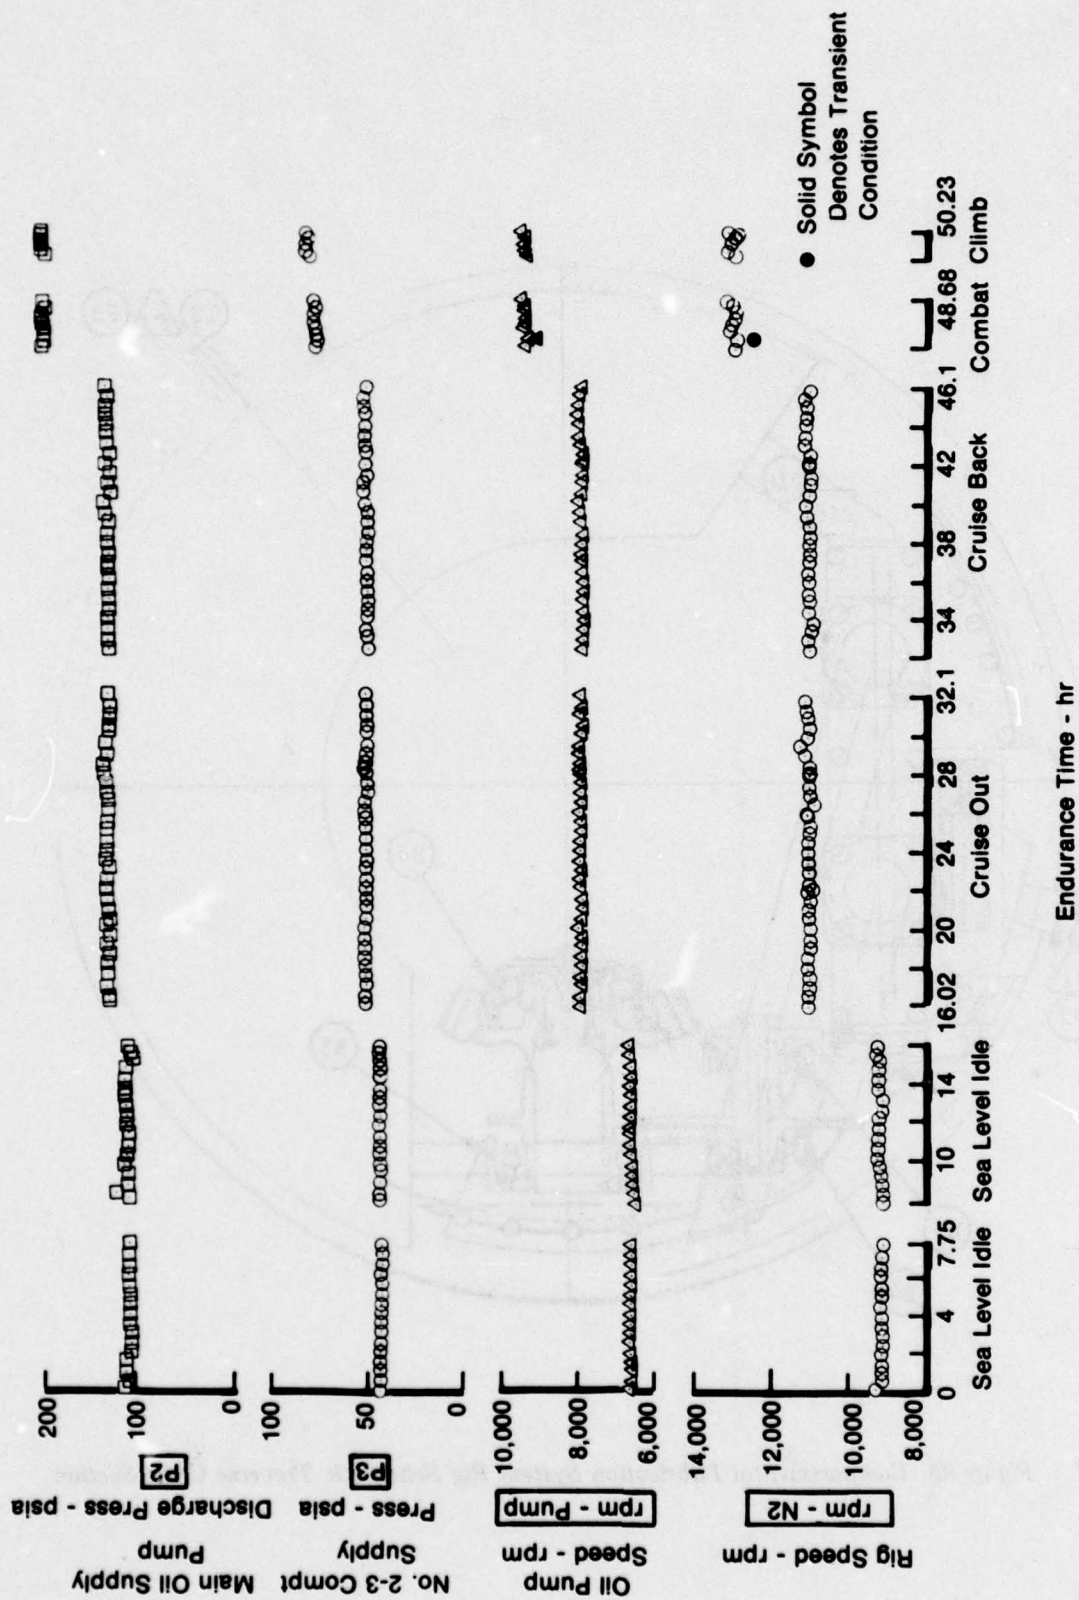 Main Oil Supply
Pump
Discharge Press - psia
P2
200
100
0
No. 2-3 Compt
Supply
Press - psia
P3
100
50
0
Oil Pump
Speed - rpm
rpm - Pump
10,000
8,000
6,000
Rig Speed - rpm
rpm - N2
14,000
12,000
10,000
8,000
● Solid Symbol
Denotes Transient
Condition
0 4 7.75 10 14 16.02 20 24 28 32.1 34 38 42 46.1 48.68 50.23
Sea Level Idle Sea Level Idle Cruise Out Cruise Back Combat Climb
Endurance Time - hr